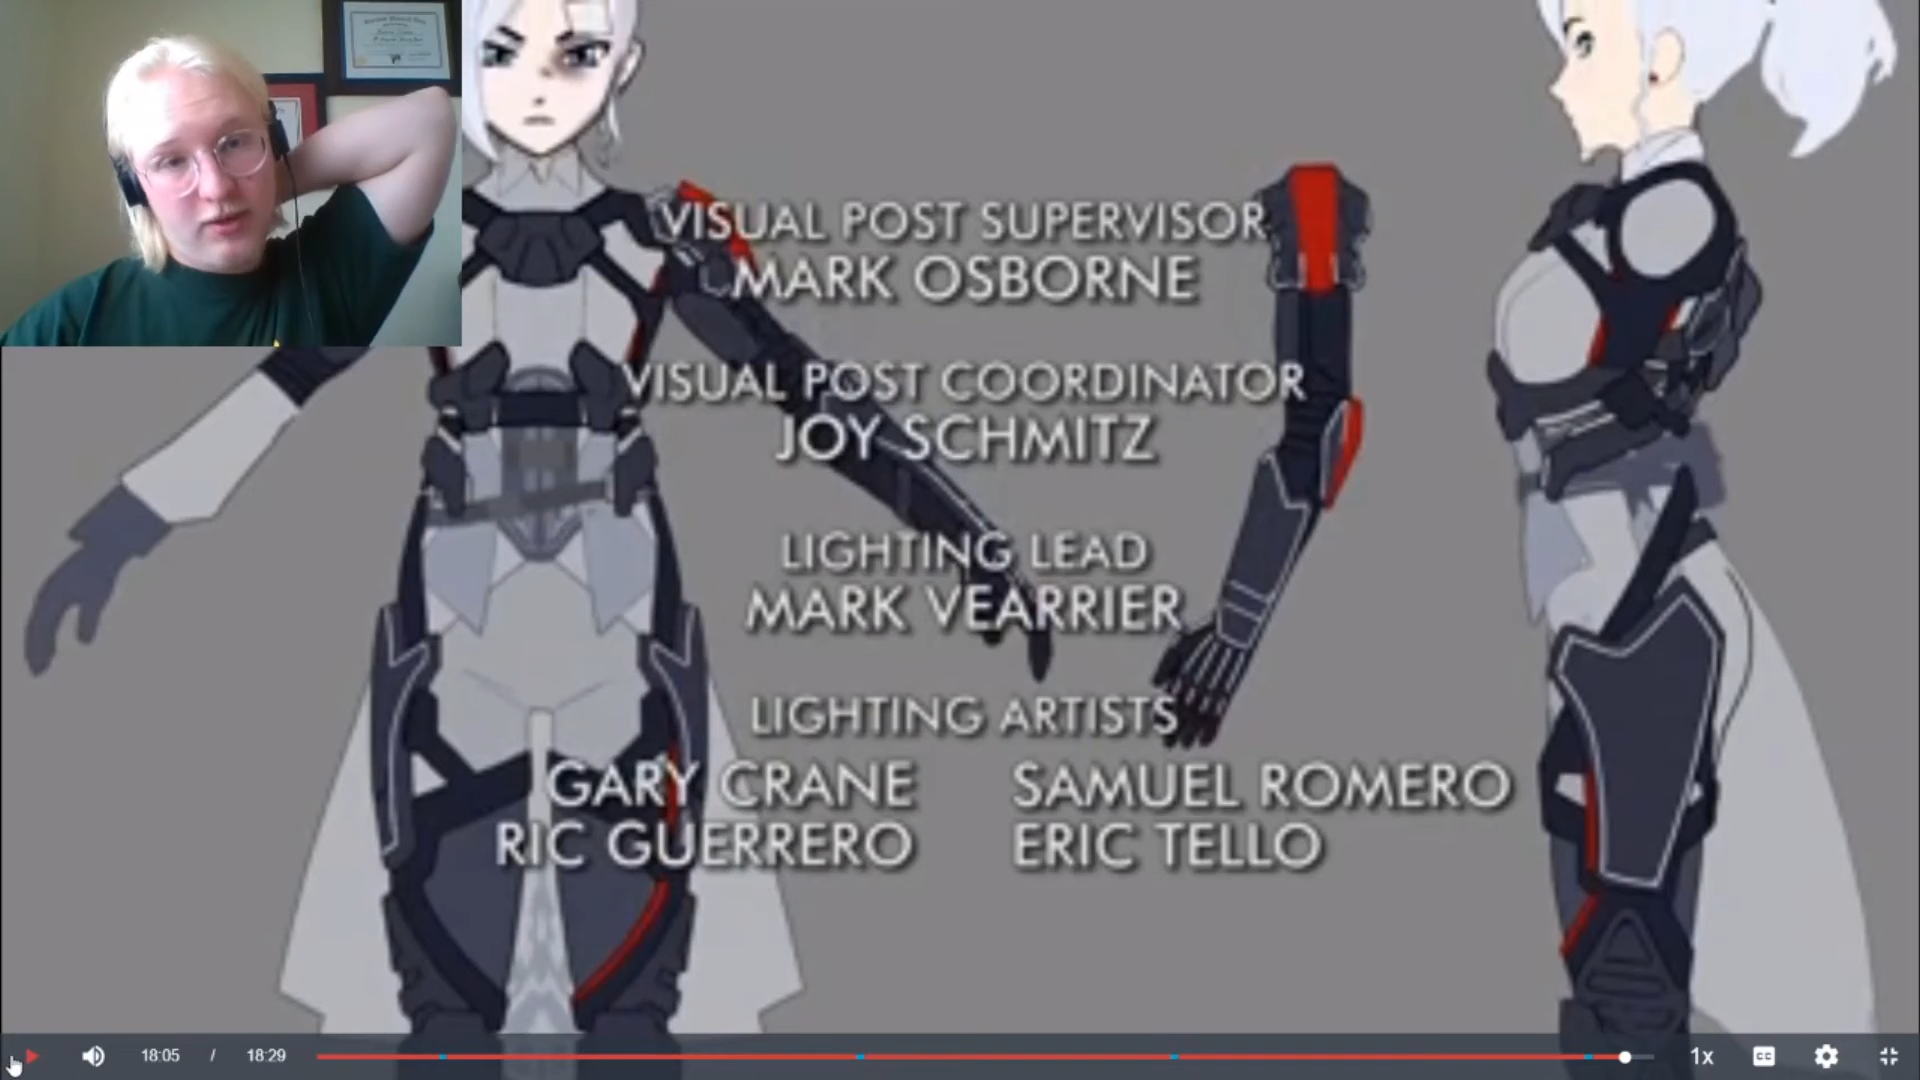 VISUAL POST SUPERVISOR
MARK OSBORNE
VISUAL POST COORDINATOR
JOY SCHMITZ
LIGHTING LEAD
MARK VEARRIER
LIGHTING ARTISTS
GARY CRANE SAMUEL ROMERO
RIC GUERRERO ERIC TELLO
18:05 / 18:29 1x CC